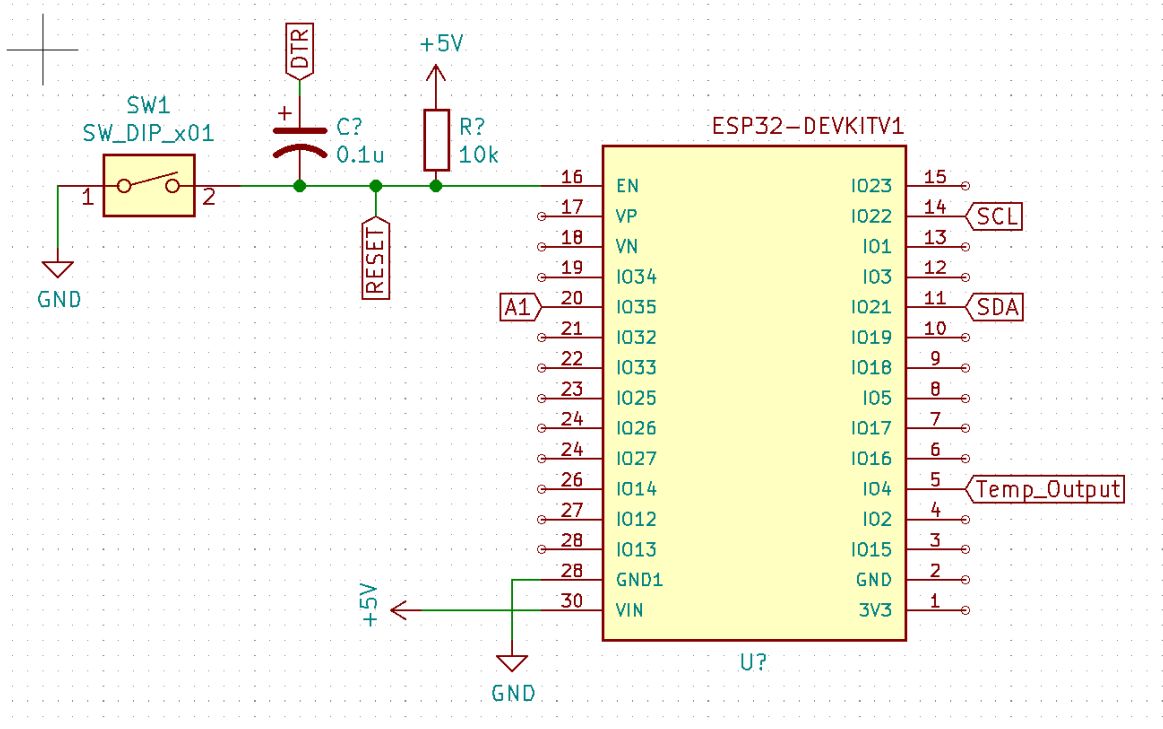 DTR
+5V
SW1
SW_DIP_x01
+
C?
0.1u
R?
10k
ESP32-DEVKITV1
1
2
GND
RESET
A1
16 EN IO23 15
17 VP IO22 14 SCL
18 VN IO1 13
19 IO34 IO3 12
20 IO35 IO21 11 SDA
21 IO32 IO19 10
22 IO33 IO18 9
23 IO25 IO5 8
24 IO26 IO17 7
24 IO27 IO16 6
26 IO14 IO4 5 Temp_Output
27 IO12 IO2 4
28 IO13 IO15 3
28 GND1 GND 2
+5V 30 VIN 3V3 1
GND
U?